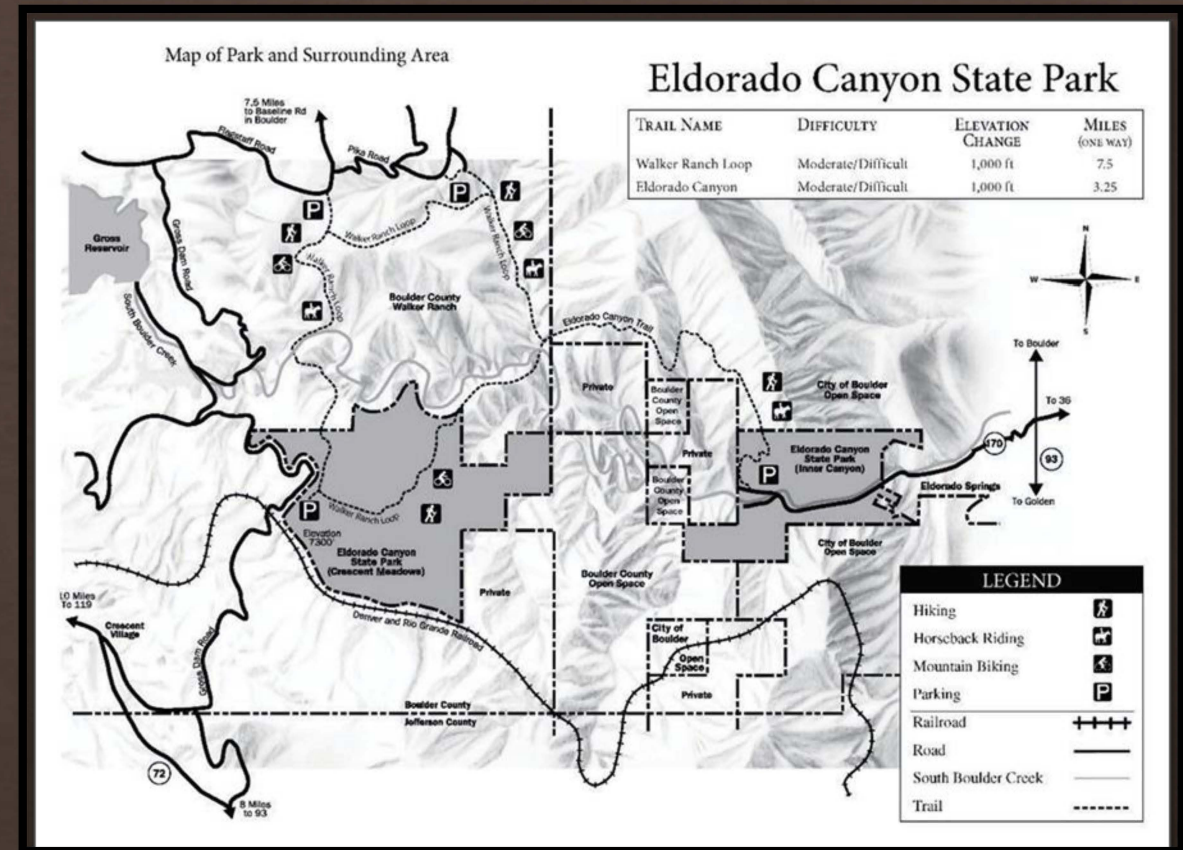 Map of Park and Surrounding Area
Eldorado Canyon State Park
TRAIL NAME DIFFICULTY ELEVATION CHANGE MILES (ONE WAY)
Walker Ranch Loop Moderate/Difficult 1,000 ft 7.5
Eldorado Canyon Moderate/Difficult 1,000 ft 3.25
7.5 Miles
to Baseline Rd
in Boulder
Flagstaff Road
Pika Road
P
P
Gross
Reservoir
Gross Dam Road
Walker Ranch Loop
Walker Ranch Loop
Walker Ranch Loop
N
W
E
S
South Boulder Creek
Boulder County
Walker Ranch
Eldorado Canyon Trail
To Boulder
Private
Boulder
County
Open
Space
City of Boulder
Open Space
To 36
170
93
Private
Eldorado Canyon
State Park
(Inner Canyon)
P
Boulder
County
Open
Space
Eldorado Springs
To Golden
P
Walker Ranch Loop
Elevation
7300'
Eldorado Canyon
State Park
(Crescent Meadows)
City of Boulder
Open Space
Private
Boulder County
Open Space
10 Miles
To 119
Crescent
Village
Gross Dam Road
Denver and Rio Grande Railroad
City of
Boulder
Open
Space
Private
Boulder County
Jefferson County
72
8 Miles
to 93
LEGEND
Hiking
Horseback Riding
Mountain Biking
Parking P
Railroad
Road
South Boulder Creek
Trail